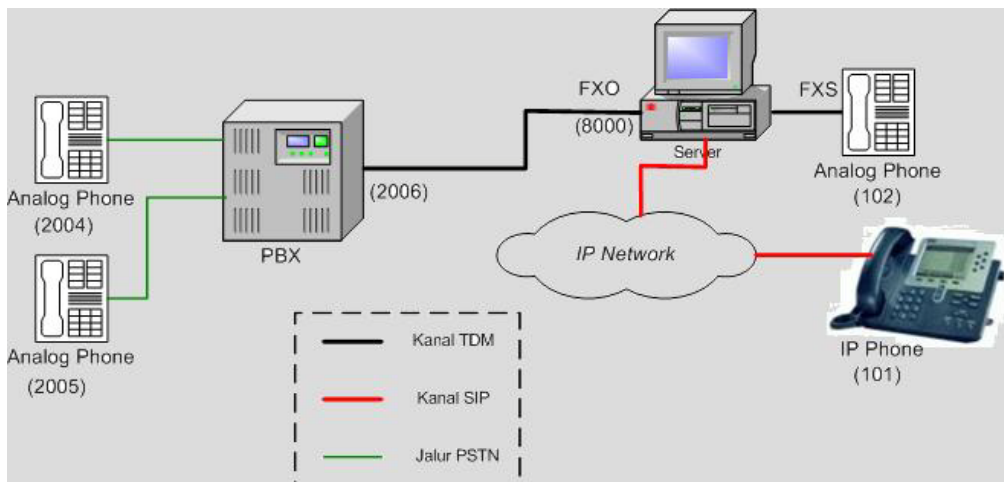 FXO
(8000)
Server
FXS
Analog Phone
(102)
Analog Phone
(2004)
(2006)
PBX
Analog Phone
(2005)
IP Network
IP Phone
(101)
Kanal TDM
Kanal SIP
Jalur PSTN